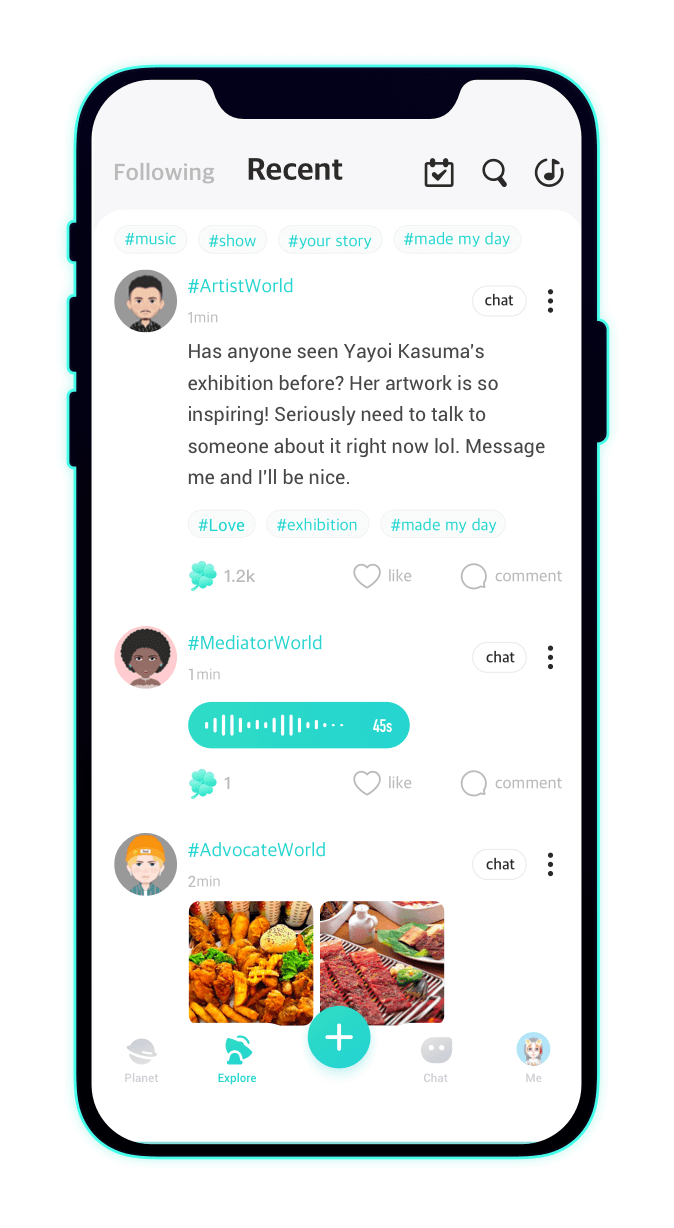 Following Recent
#music #show #your story #made my day
#ArtistWorld
chat
1min
Has anyone seen Yayoi Kasuma's
exhibition before? Her artwork is so
inspiring! Seriously need to talk to
someone about it right now lol. Message
me and I'll be nice.
#Love #exhibition #made my day
1.2k like comment
#MediatorWorld
chat
1min
45s
1 like comment
#AdvocateWorld
chat
2min
Planet Explore Chat Me